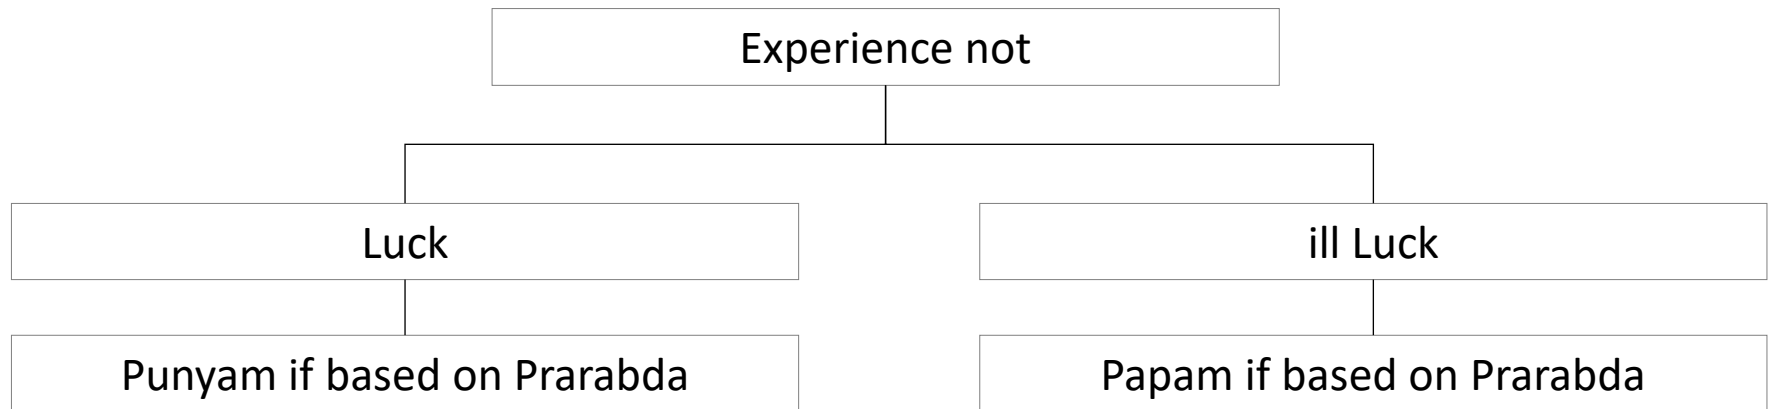 Experience not
Luck
ill Luck
Punyam if based on Prarabda
Papam if based on Prarabda